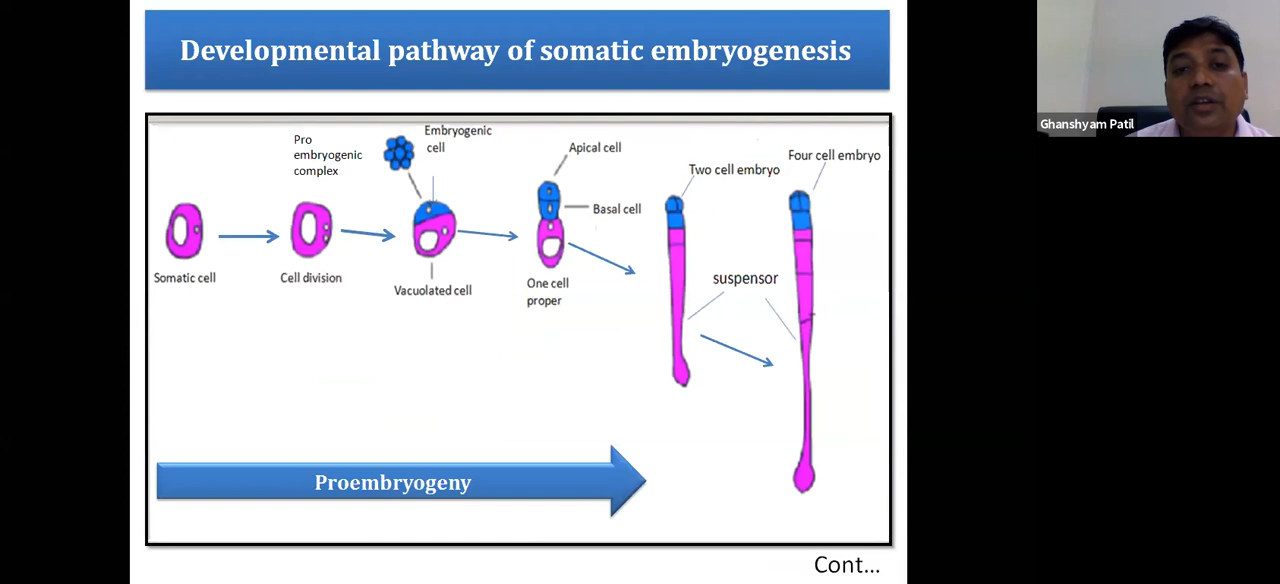 Developmental pathway of somatic embryogenesis
Ghanshyam Patil
Pro
embryogenic
complex
Embryogenic
cell
Apical cell
Basal cell
Two cell embryo
Four cell embryo
Somatic cell
Cell division
Vacuolated cell
One cell
proper
suspensor
Proembryogeny
Cont...